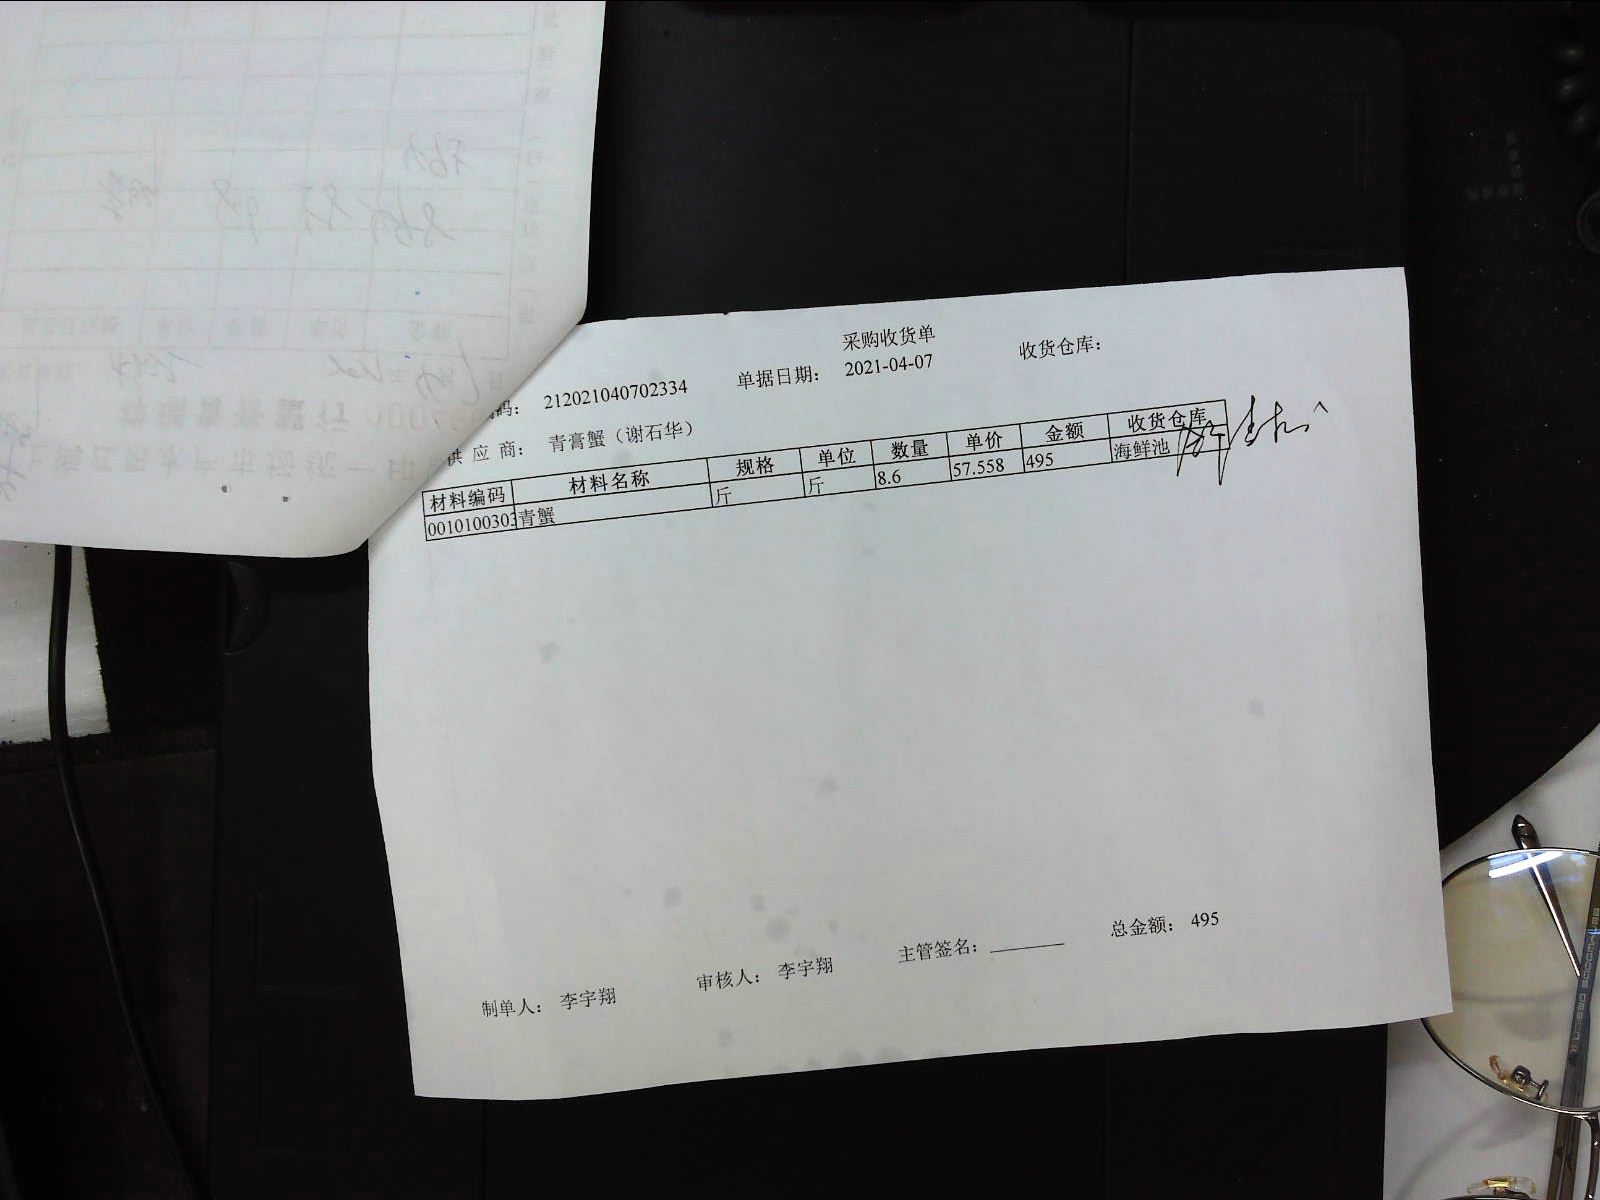 采购收货单
码： 212021040702334 单据日期： 2021-04-07 收货仓库：
供 应 商： 青膏蟹（谢石华）
材料编码 材料名称 规格 单位 数量 单价 金额 收货仓库
0010100303 青蟹 斤 斤 8.6 57.558 495 海鲜池
制单人： 李宇翔 审核人： 李宇翔 主管签名： 总金额： 495